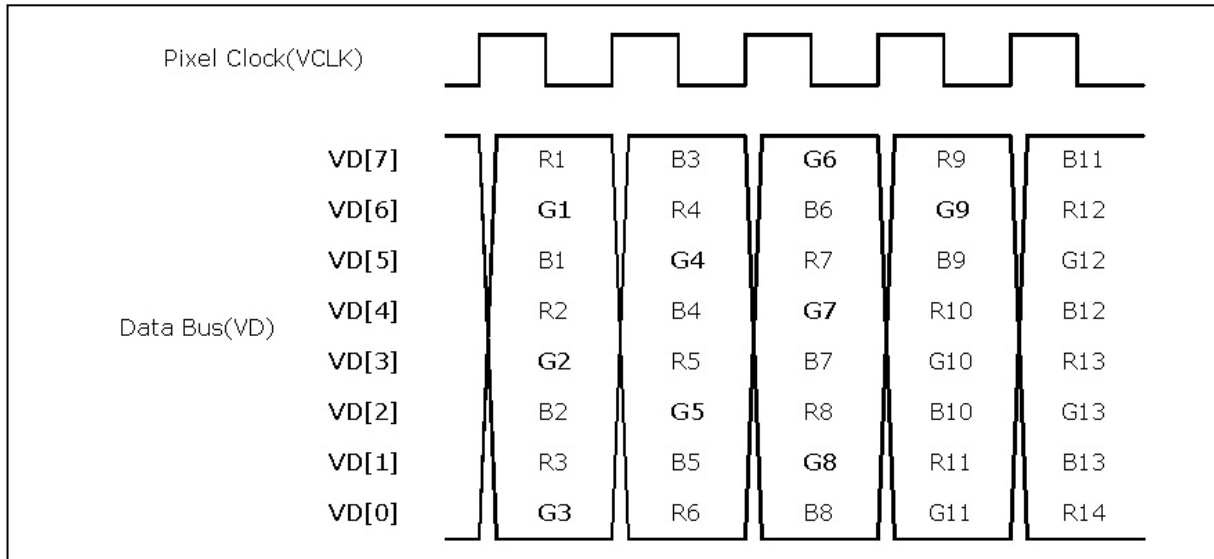 Pixel Clock(VCLK)
VD[7] R1 B3 G6 R9 B11
VD[6] G1 R4 B6 G9 R12
VD[5] B1 G4 R7 B9 G12
VD[4] R2 B4 G7 R10 B12
Data Bus(VD)
VD[3] G2 R5 B7 G10 R13
VD[2] B2 G5 R8 B10 G13
VD[1] R3 B5 G8 R11 B13
VD[0] G3 R6 B8 G11 R14